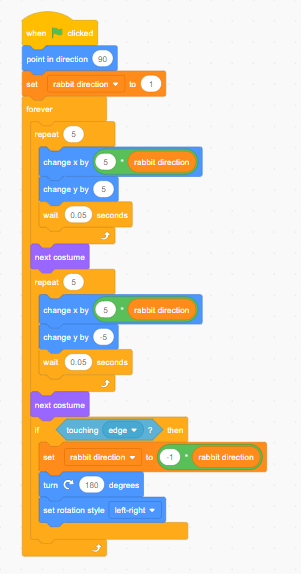 when clicked
point in direction 90
set rabbit direction to 1
forever
repeat 5
change x by 5 * rabbit direction
change y by 5
wait 0.05 seconds
next costume
repeat 5
change x by 5 * rabbit direction
change y by -5
wait 0.05 seconds
next costume
if touching edge ? then
set rabbit direction to -1 * rabbit direction
turn 180 degrees
set rotation style left-right